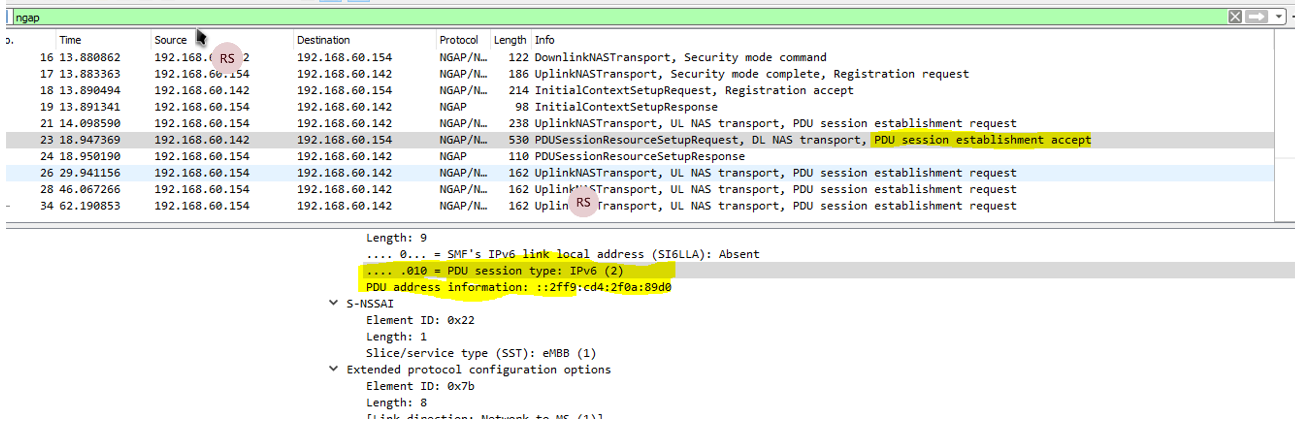 ngap
o. Time Source Destination Protocol Length Info
16 13.880862 192.168. 2 192.168.60.154 NGAP/N… 122 DownlinkNASTransport, Security mode command
RS
17 13.883363 192.168.60.154 192.168.60.142 NGAP/N… 186 UplinkNASTransport, Security mode complete, Registration request
18 13.890494 192.168.60.142 192.168.60.154 NGAP/N… 214 InitialContextSetupRequest, Registration accept
19 13.891341 192.168.60.154 192.168.60.142 NGAP 98 InitialContextSetupResponse
21 14.098590 192.168.60.154 192.168.60.142 NGAP/N… 238 UplinkNASTransport, UL NAS transport, PDU session establishment request
23 18.947369 192.168.60.142 192.168.60.154 NGAP/N… 530 PDUSessionResourceSetupRequest, DL NAS transport, PDU session establishment accept
24 18.950190 192.168.60.154 192.168.60.142 NGAP 110 PDUSessionResourceSetupResponse
26 29.941156 192.168.60.154 192.168.60.142 NGAP/N… 162 UplinkNASTransport, UL NAS transport, PDU session establishment request
28 46.067266 192.168.60.154 192.168.60.142 NGAP/N… 162 UplinkNASTransport, UL NAS transport, PDU session establishment request
34 62.190853 192.168.60.154 192.168.60.142 NGAP/N… 162 UplinkNASTransport, UL NAS transport, PDU session establishment request
RS
Length: 9
.... 0... = SMF's IPv6 link local address (SI6LLA): Absent
.... .010 = PDU session type: IPv6 (2)
PDU address information: ::2ff9:cd4:2f0a:89d0
S-NSSAI
Element ID: 0x22
Length: 1
Slice/service type (SST): eMBB (1)
Extended protocol configuration options
Element ID: 0x7b
Length: 8
[Link direction: Network to MS (1)]